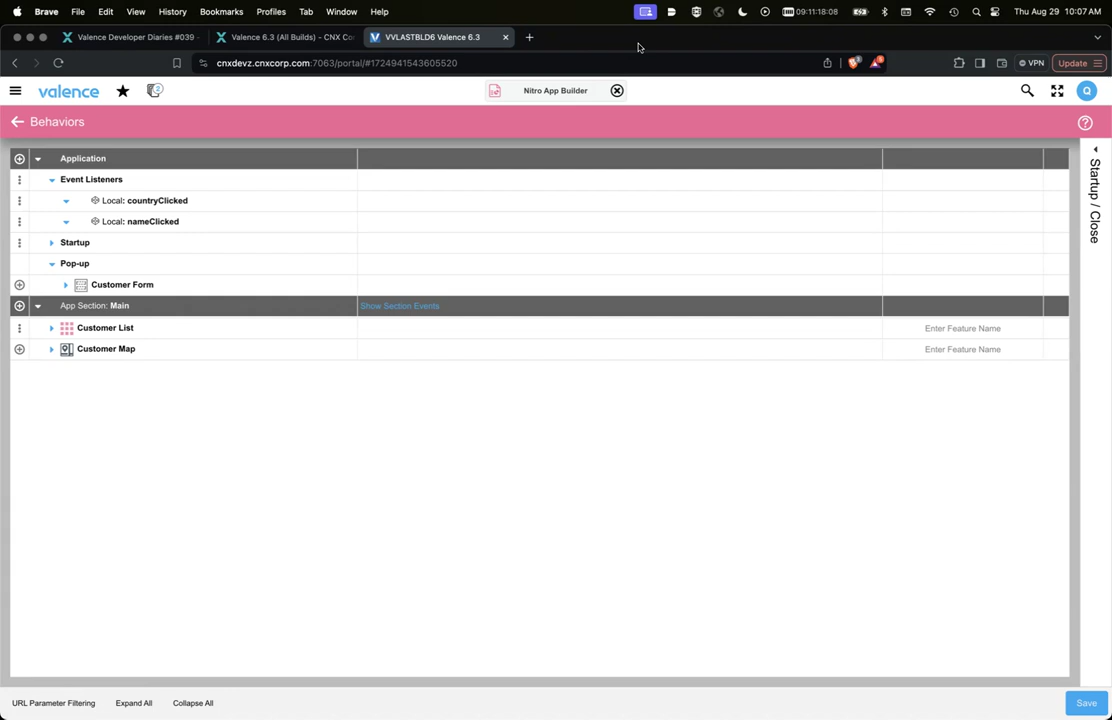 Brave File Edit View History Bookmarks Profiles Tab Window Help 09:11:18:08 Thu Aug 29 10:07 AM
Valence Developer Diaries #039 - Valence 6.3 (All Builds) - CNX Co VVLASTBLD6 Valence 6.3
cnxdevz.cnxcorp.com:7063/portal/#1724941543605520 VPN Update
valence 2 Nitro App Builder Q
Behaviors
Application
Event Listeners
Local: countryClicked
Local: nameClicked
Startup
Pop-up
Customer Form
App Section: Main Show Section Events
Customer List Enter Feature Name
Customer Map Enter Feature Name
Startup / Close
URL Parameter Filtering Expand All Collapse All Save